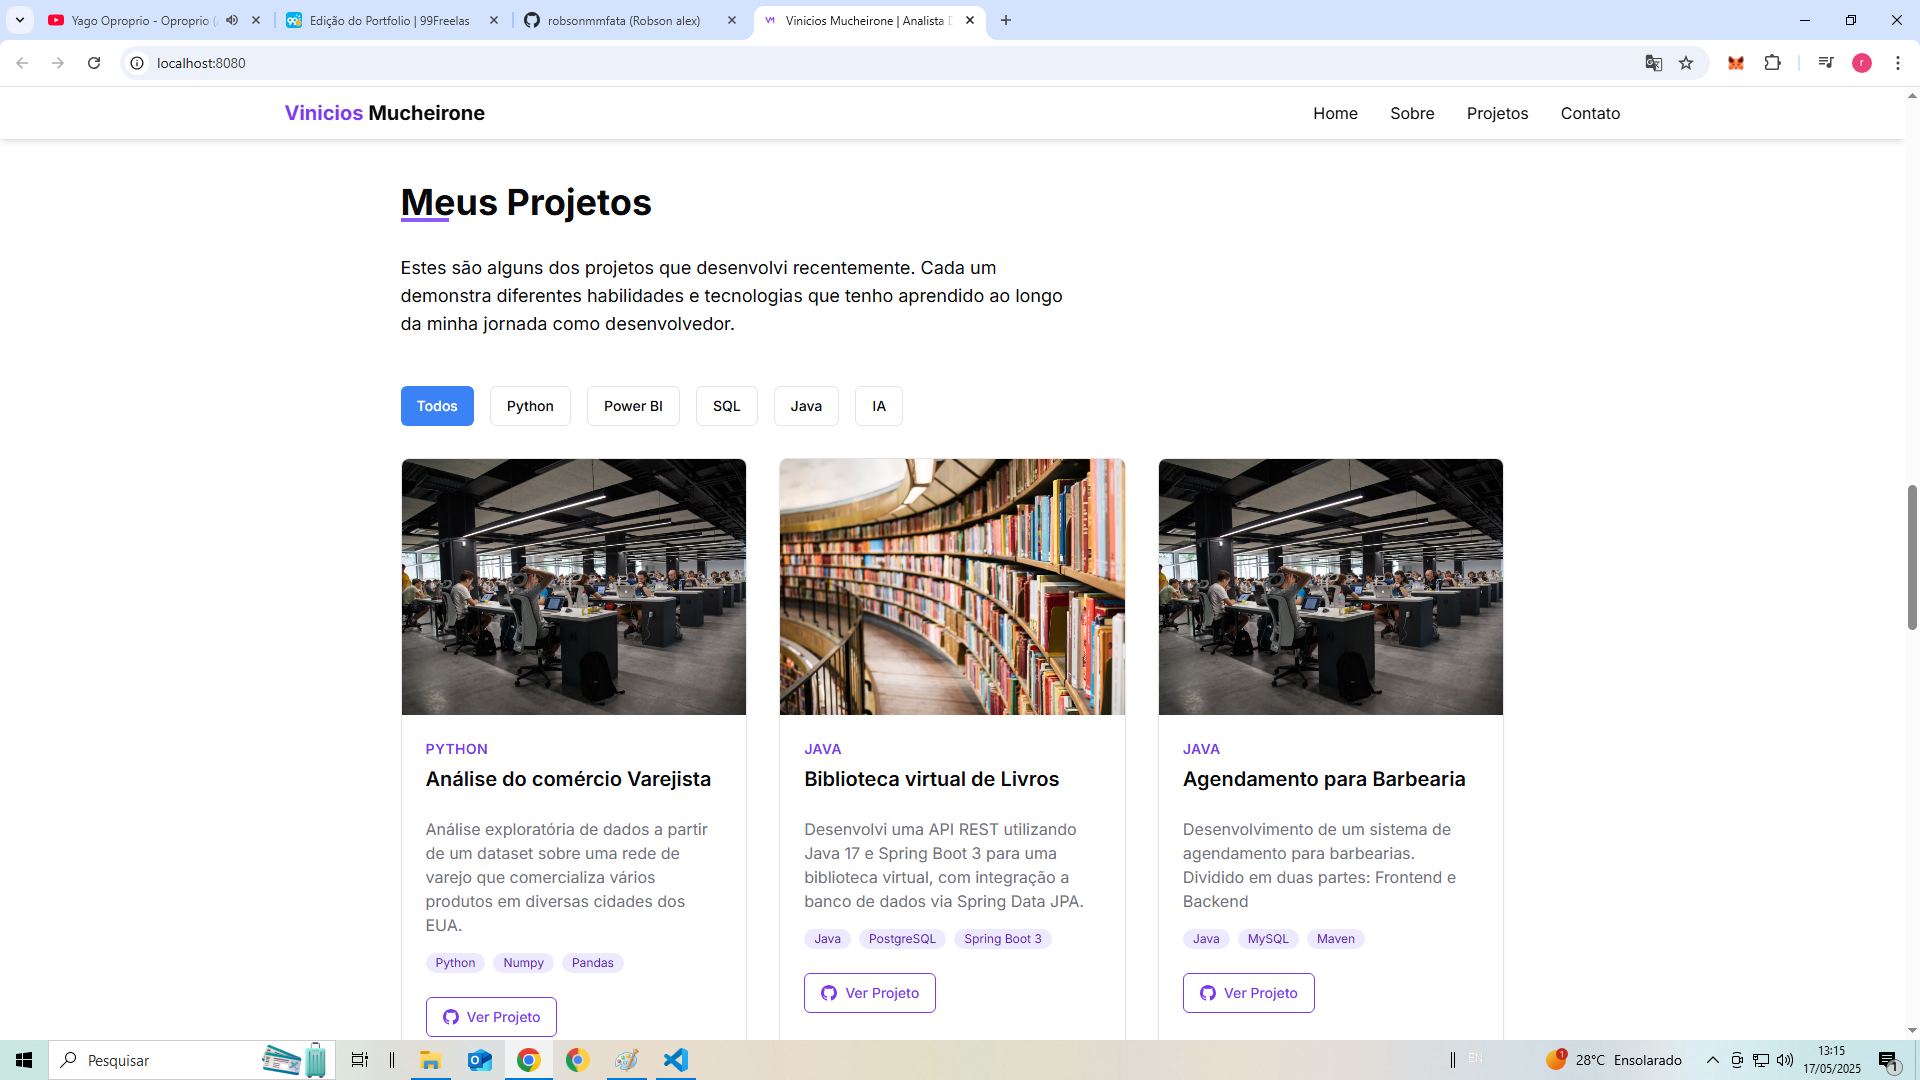 Yago Oproprio - Oproprio (
Edição do Portfolio | 99Freelas
robsonmmfata (Robson alex)
VM
Vinicios Mucheirone | Analista D
localhost:8080
r
Vinicios Mucheirone
Home
Sobre
Projetos
Contato
Meus Projetos
Estes são alguns dos projetos que desenvolvi recentemente. Cada um
demonstra diferentes habilidades e tecnologias que tenho aprendido ao longo
da minha jornada como desenvolvedor.
Todos
Python
Power BI
SQL
Java
IA
PYTHON
Análise do comércio Varejista
Análise exploratória de dados a partir
de um dataset sobre uma rede de
varejo que comercializa vários
produtos em diversas cidades dos
EUA.
Python
Numpy
Pandas
Ver Projeto
JAVA
Biblioteca virtual de Livros
Desenvolvi uma API REST utilizando
Java 17 e Spring Boot 3 para uma
biblioteca virtual, com integração a
banco de dados via Spring Data JPA.
Java
PostgreSQL
Spring Boot 3
Ver Projeto
JAVA
Agendamento para Barbearia
Desenvolvimento de um sistema de
agendamento para barbearias.
Dividido em duas partes: Frontend e
Backend
Java
MySQL
Maven
Ver Projeto
Pesquisar
EN
1
28°C Ensolarado
13:15
17/05/2025
1